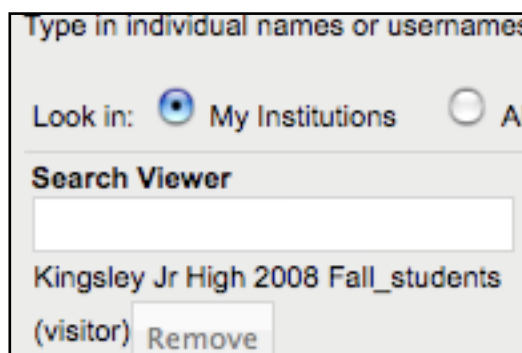 Type in individual names or usernames
Look in: My Institutions A
Search Viewer
Kingsley Jr High 2008 Fall_students
(visitor) Remove